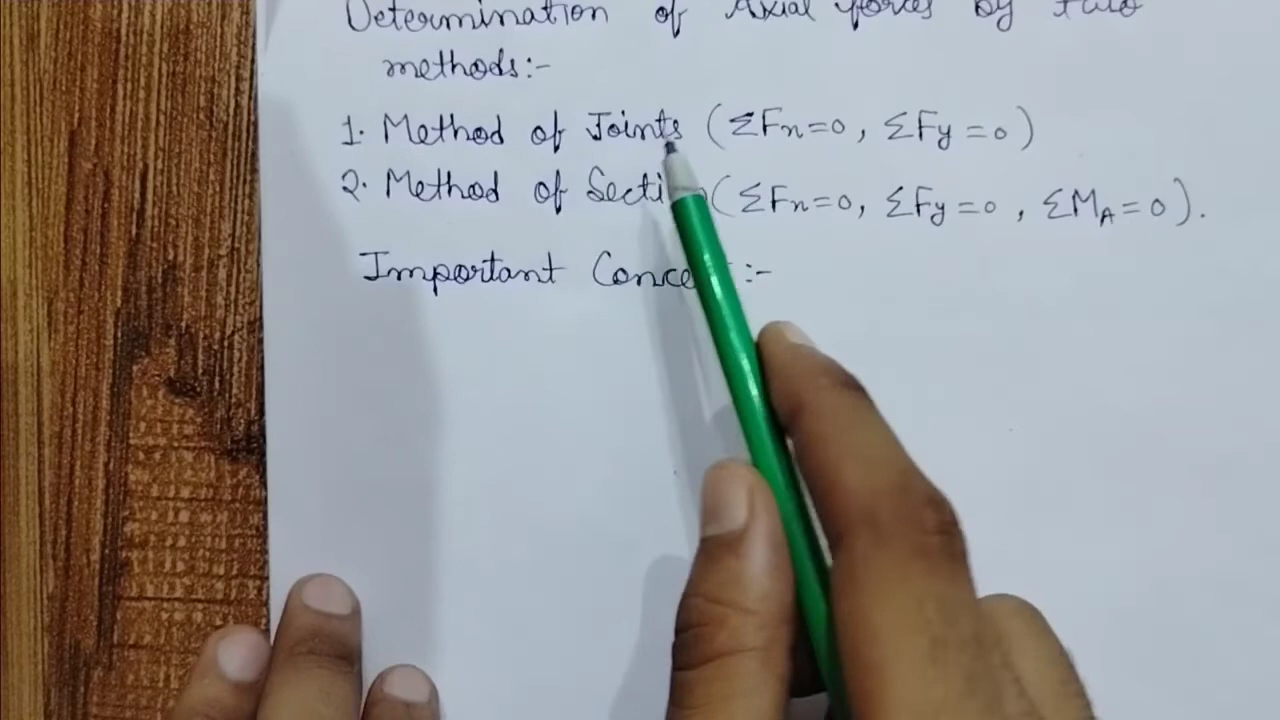 Determination of Axial forces by two
methods:-
1. Method of Joints (ΣFx=0, ΣFy=0)
2. Method of Secti (ΣFx=0, ΣFy=0, ΣM_A=0).
Important Conce :-